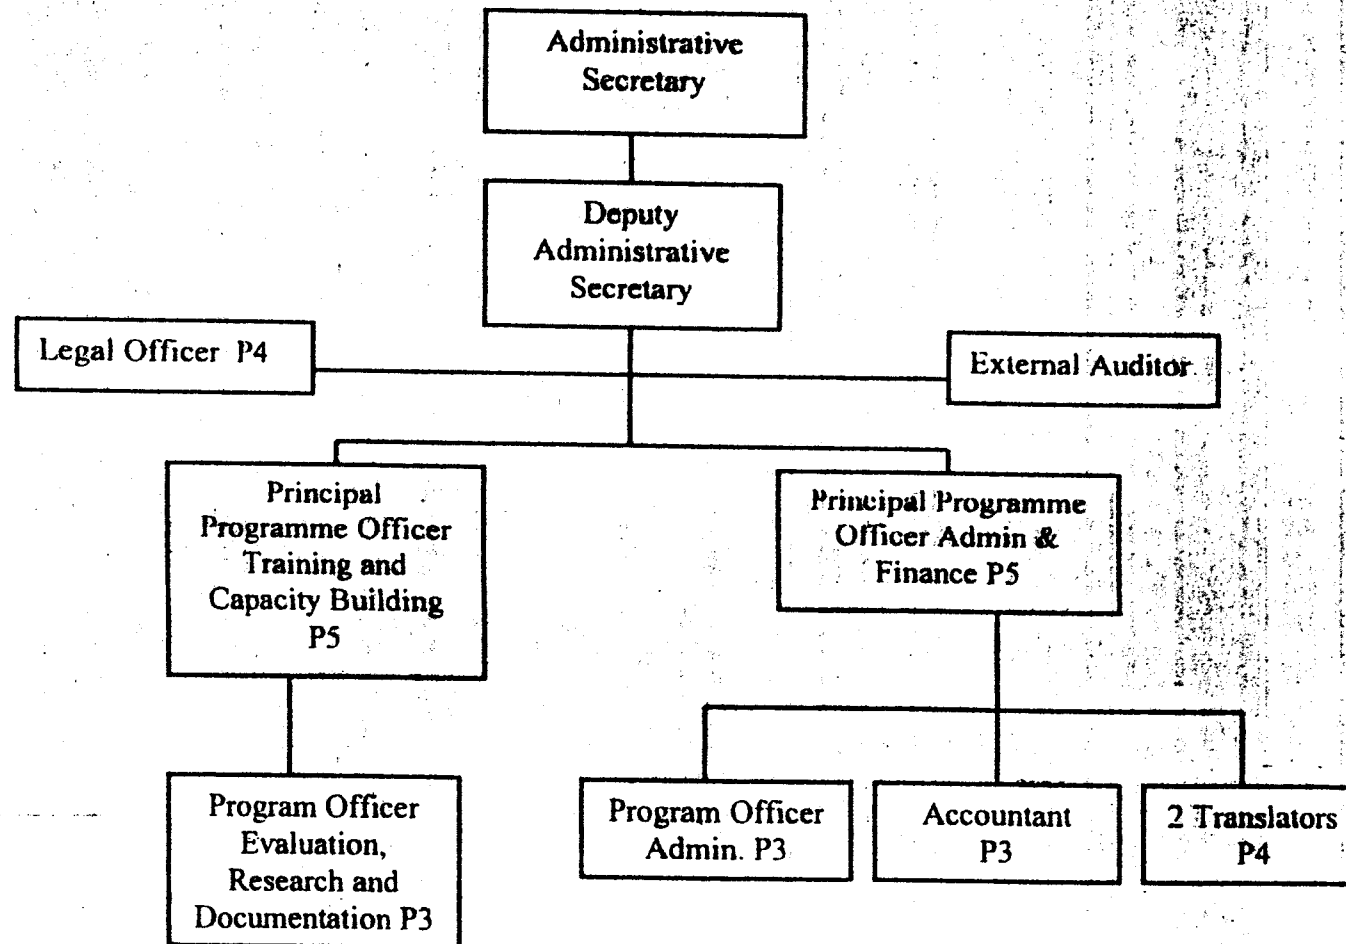 Administrative
Secretary
Deputy
Administrative
Secretary
Legal Officer P4
External Auditor
Principal
Programme Officer
Training and
Capacity Building
P5
Principal Programme
Officer Admin &
Finance P5
Program Officer
Evaluation,
Research and
Documentation P3
Program Officer
Admin. P3
Accountant
P3
2 Translators
P4